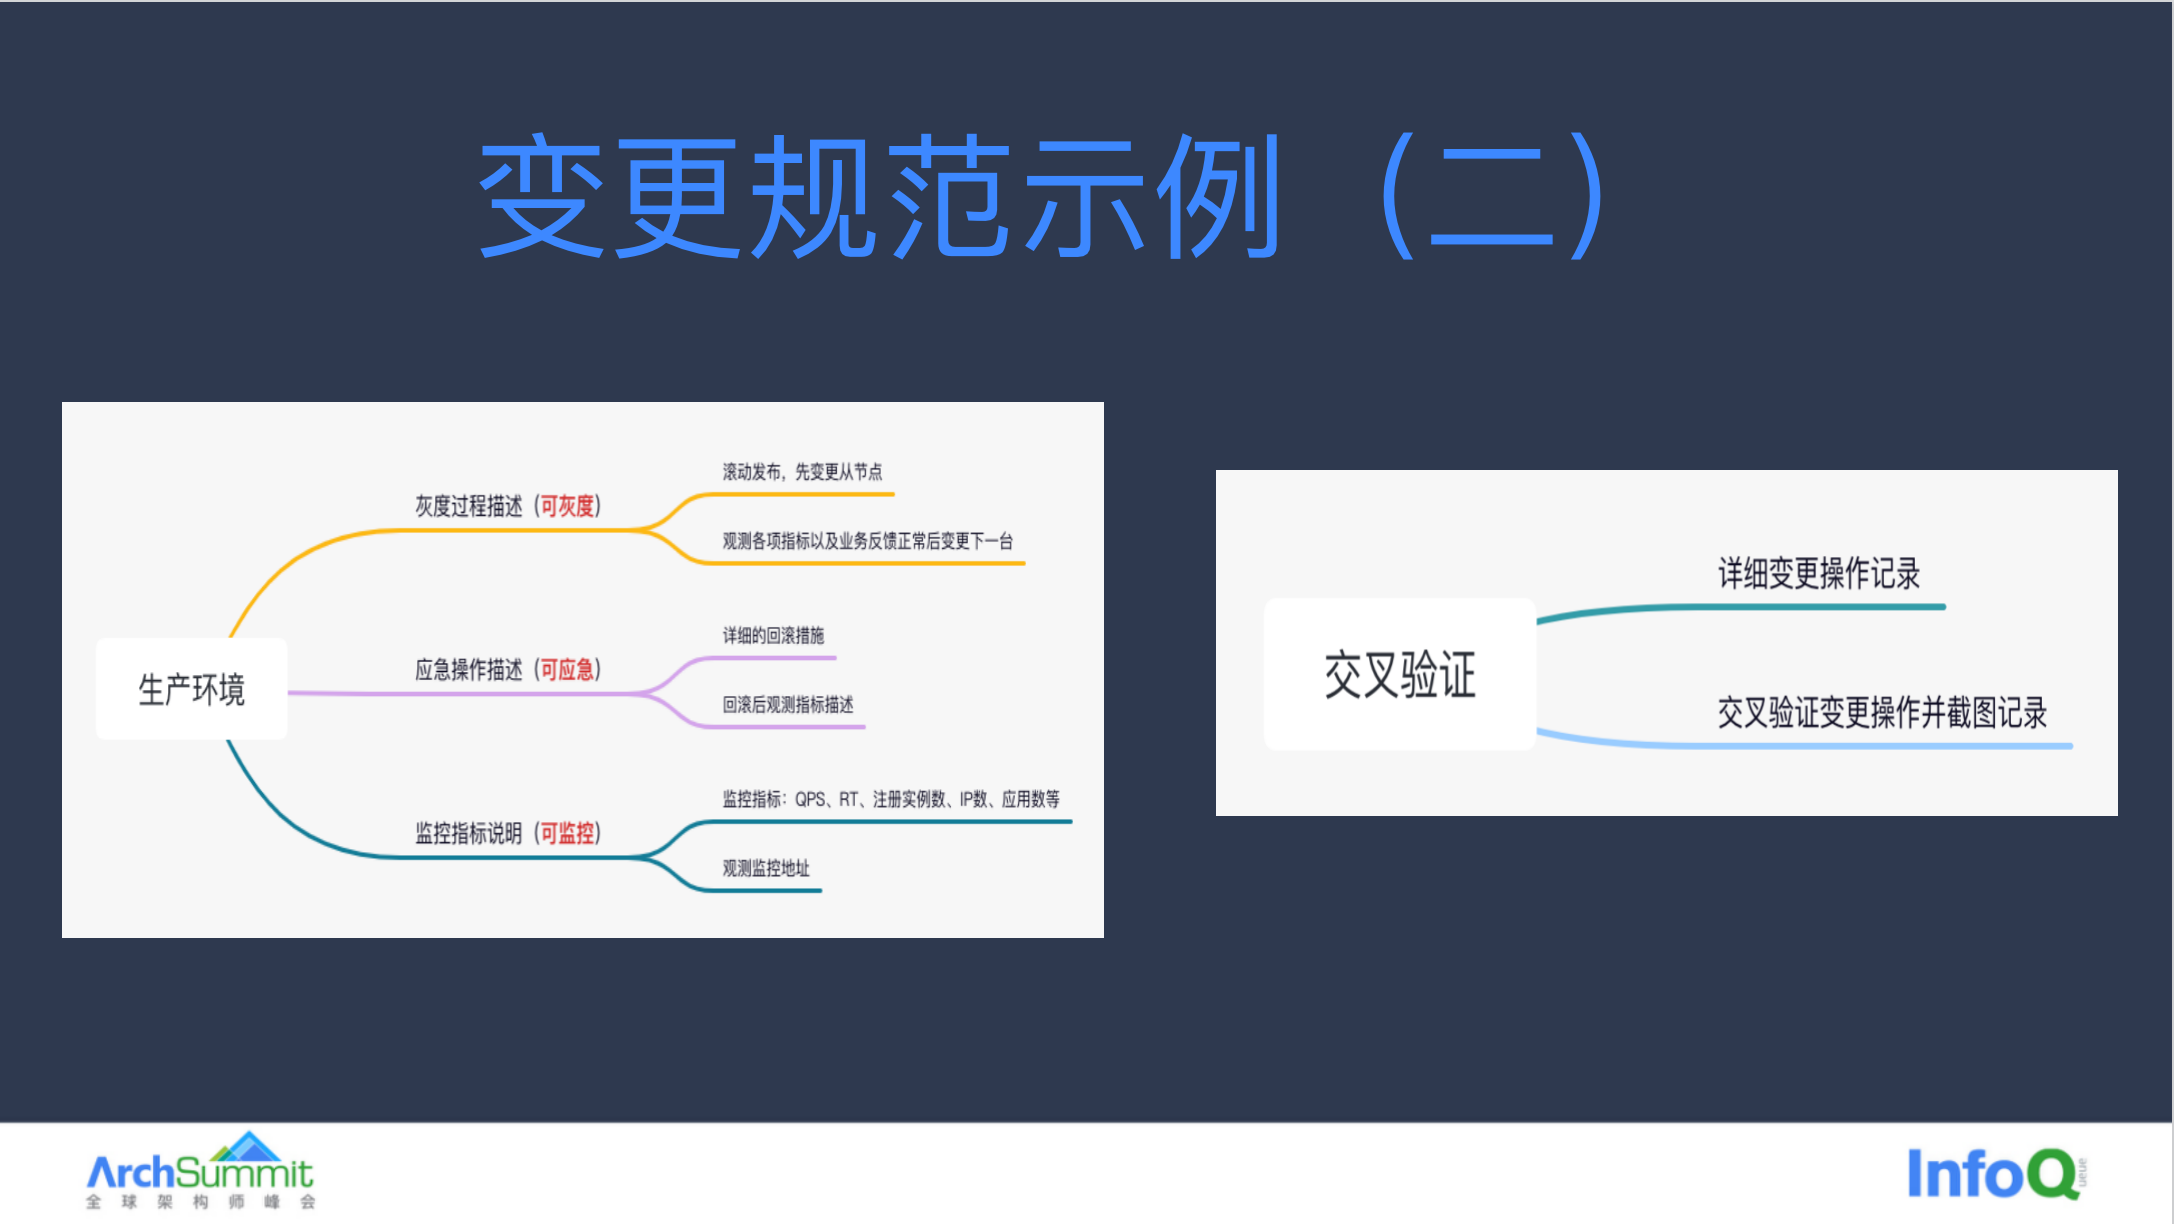 变更规范示例（二）
生产环境
灰度过程描述（可灰度）
滚动发布，先变更从节点
观测各项指标以及业务反馈正常后变更下一台
应急操作描述（可应急）
详细的回滚措施
回滚后观测指标描述
监控指标说明（可监控）
监控指标：QPS、RT、注册实例数、IP数、应用数等
观测监控地址
交叉验证
详细变更操作记录
交叉验证变更操作并截图记录
ArchSummit
全球架构师峰会
InfoQ
ueue